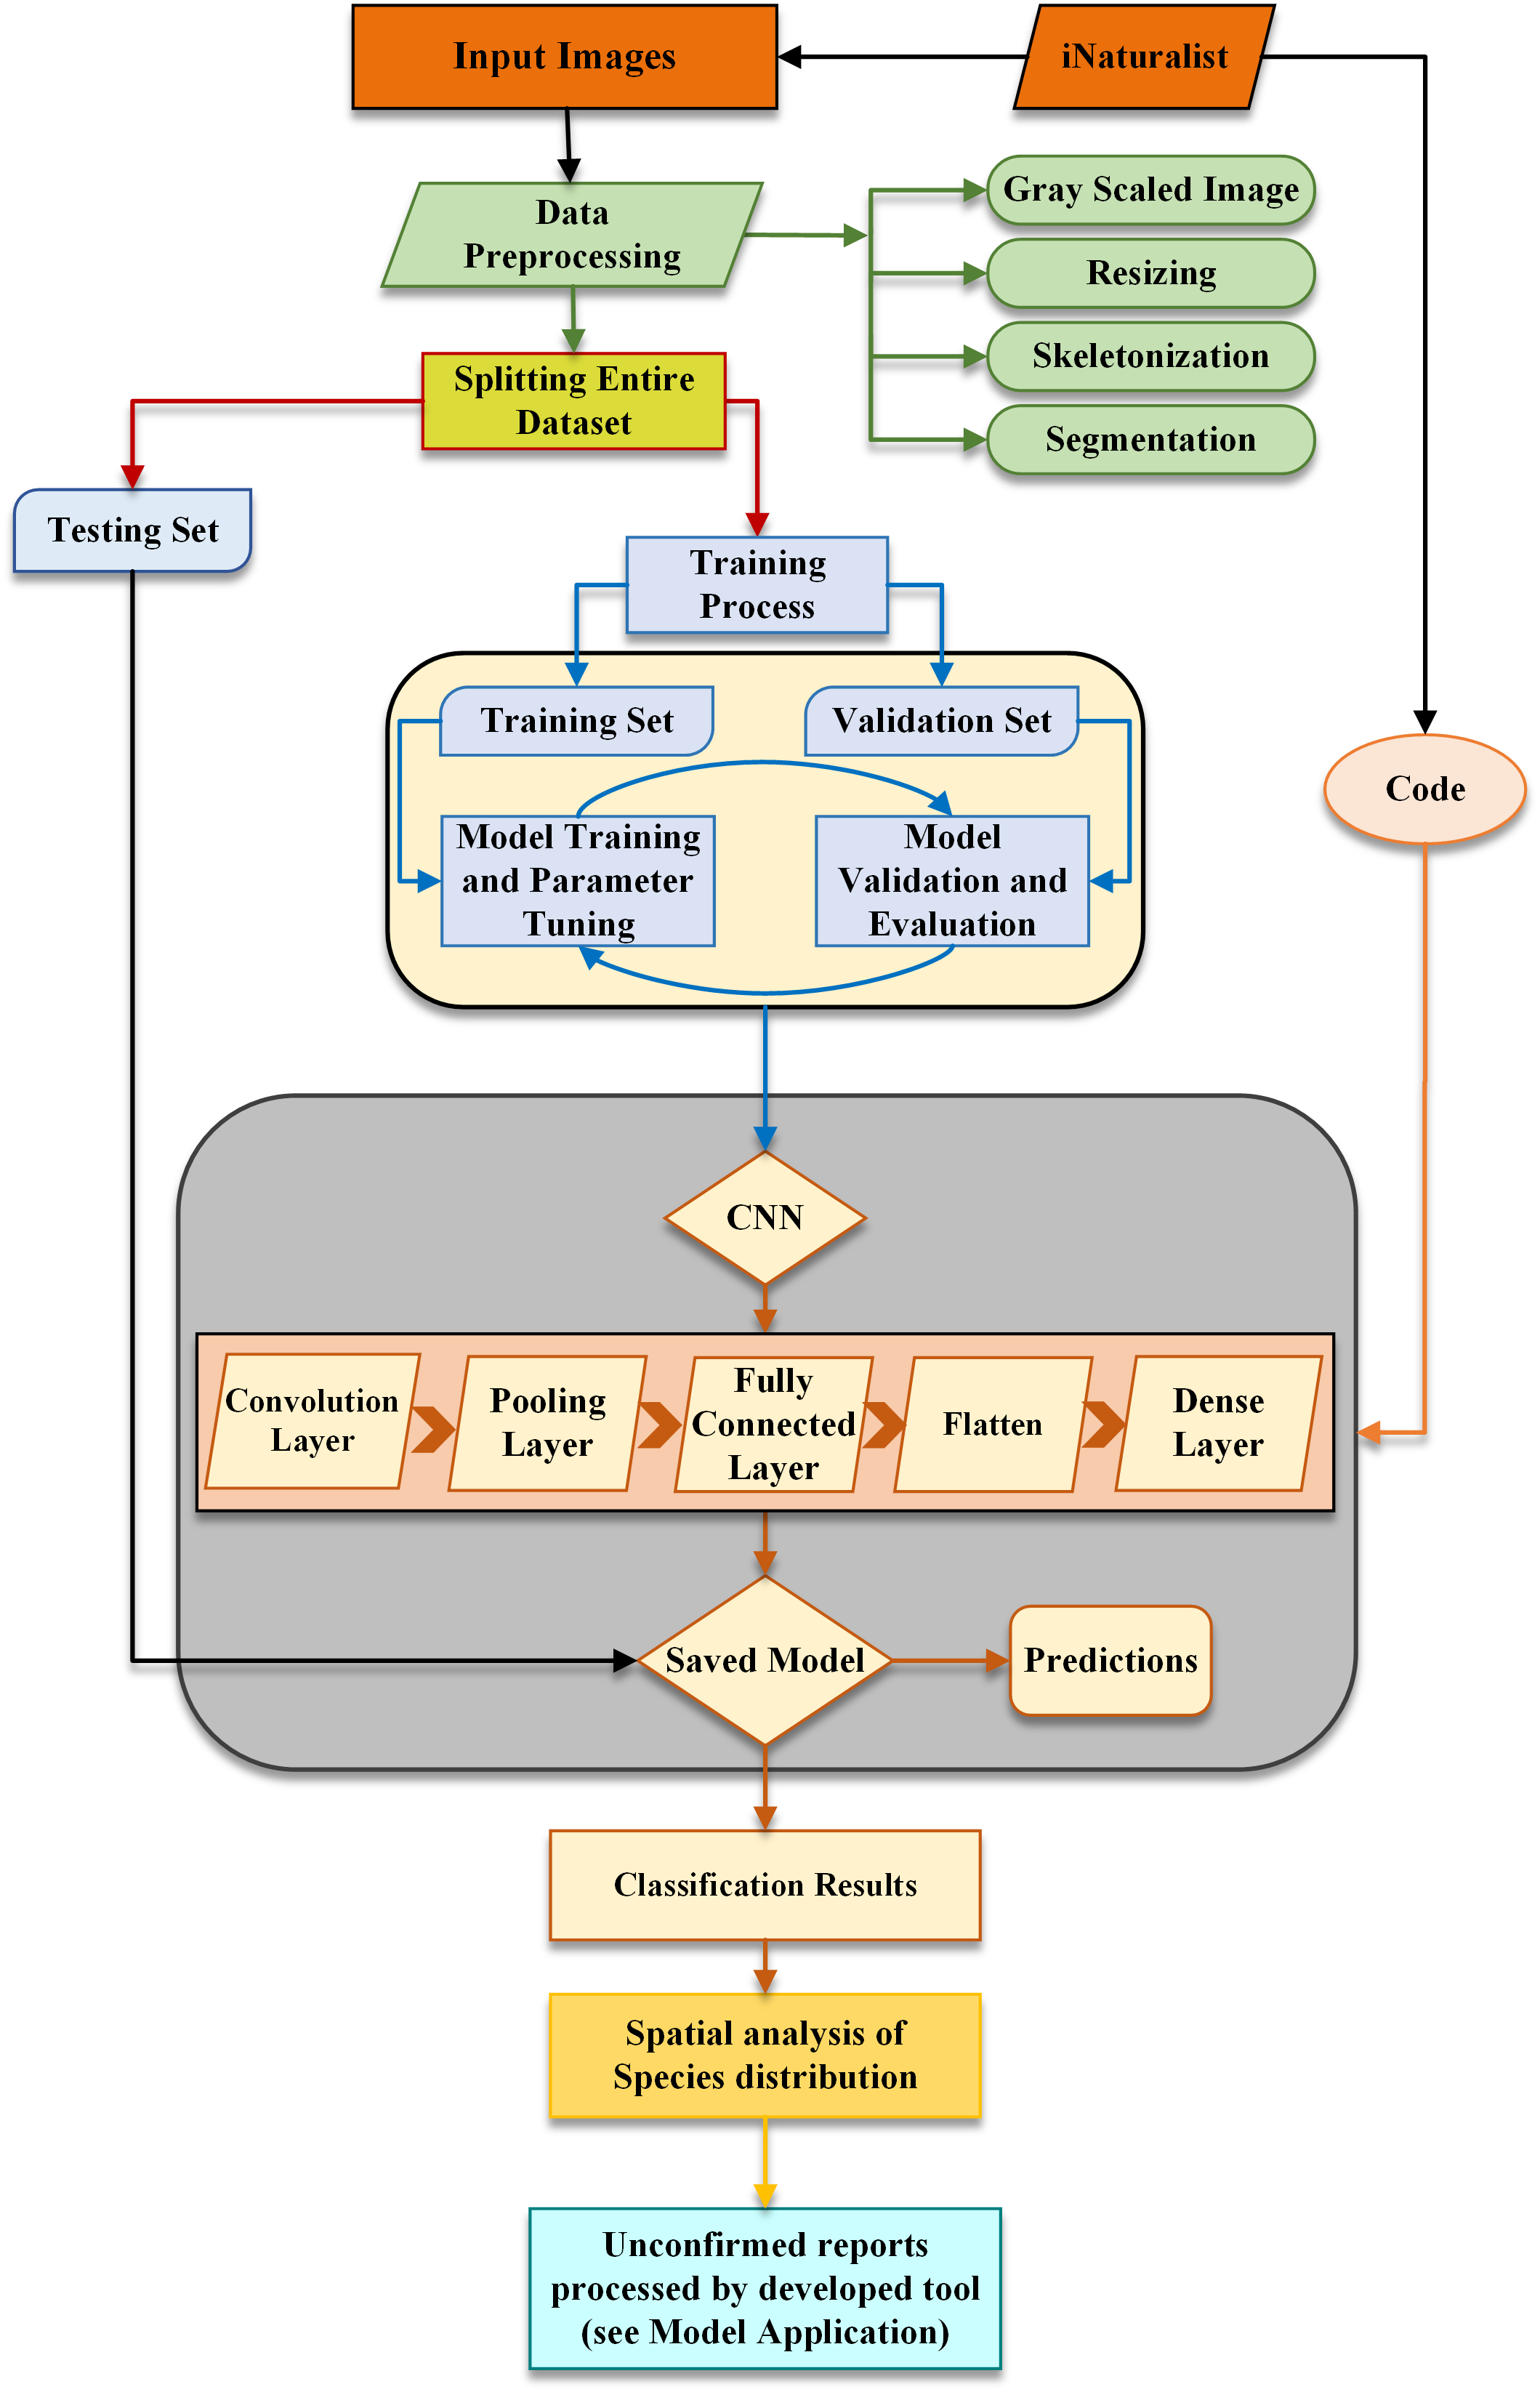 Input Images
iNaturalist
Data
Preprocessing
Gray Scaled Image
Resizing
Skeletonization
Segmentation
Splitting Entire
Dataset
Testing Set
Training
Process
Training Set
Validation Set
Model Training
and Parameter
Tuning
Model
Validation and
Evaluation
Code
CNN
Convolution
Layer
Pooling
Layer
Fully
Connected
Layer
Flatten
Dense
Layer
Saved Model
Predictions
Classification Results
Spatial analysis of
Species distribution
Unconfirmed reports
processed by developed tool
(see Model Application)